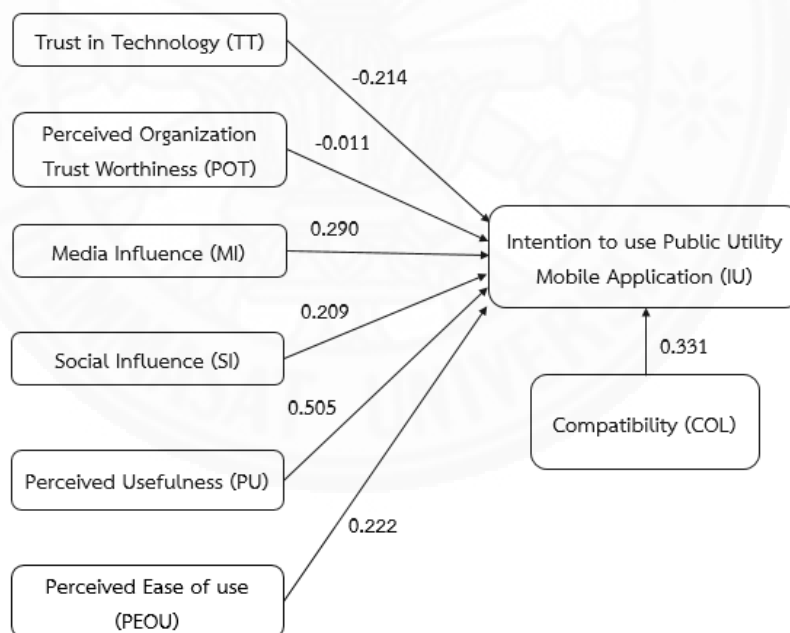 Trust in Technology (TT)
-0.214
Perceived Organization
Trust Worthiness (POT)
-0.011
Media Influence (MI)
0.290
Intention to use Public Utility
Mobile Application (IU)
Social Influence (SI)
0.209
0.331
Compatibility (COL)
Perceived Usefulness (PU)
0.505
Perceived Ease of use
(PEOU)
0.222